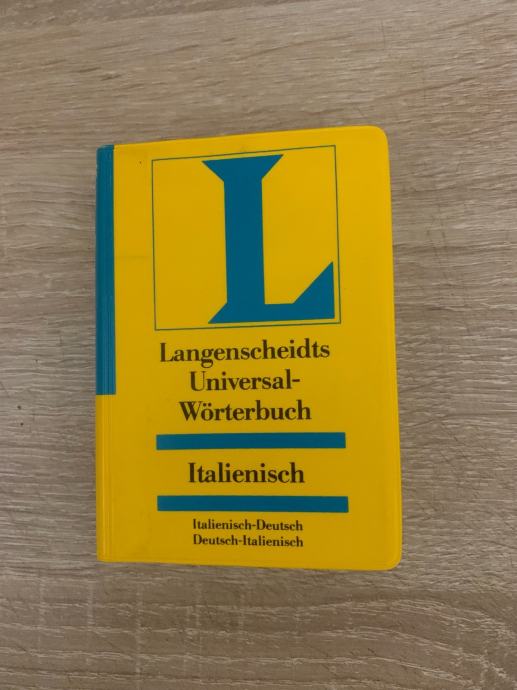 L
Langenscheidts
Universal-
Wörterbuch
Italienisch
Italienisch-Deutsch
Deutsch-Italienisch